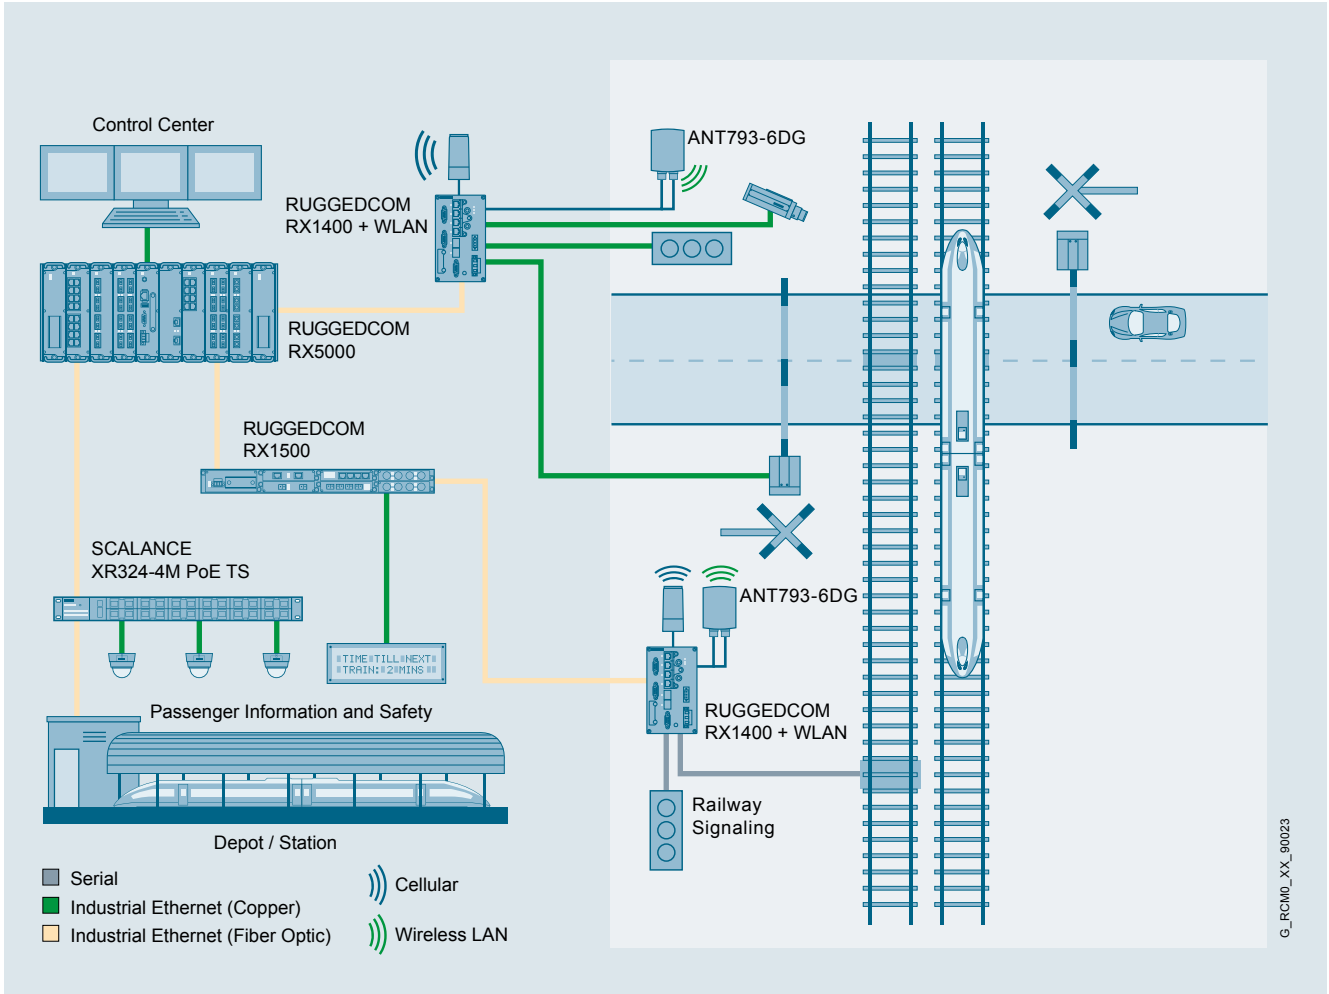 Control Center
RUGGEDCOM
RX1400 + WLAN
ANT793-6DG
RUGGEDCOM
RX5000
RUGGEDCOM
RX1500
SCALANCE
XR324-4M PoE TS
TIME TILL NEXT
TRAIN: 2 MINS
Passenger Information and Safety
ANT793-6DG
RUGGEDCOM
RX1400 + WLAN
Railway
Signaling
Depot / Station
Serial
Industrial Ethernet (Copper)
Industrial Ethernet (Fiber Optic)
Cellular
Wireless LAN
G_RCM0_XX_90023